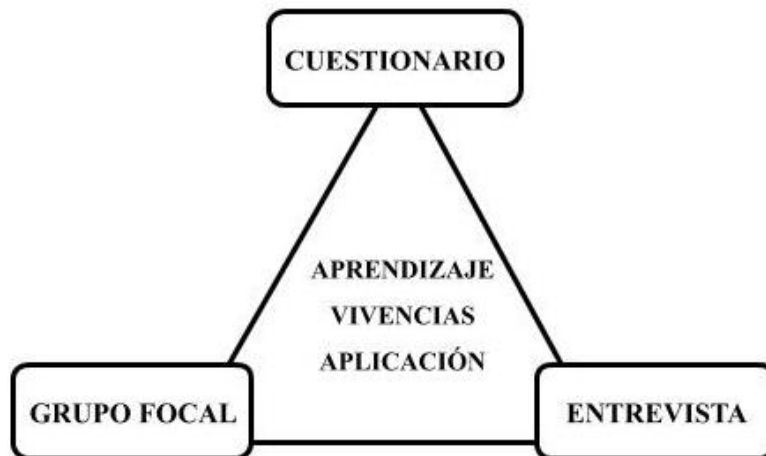 CUESTIONARIO
APRENDIZAJE
VIVENCIAS
APLICACIÓN
GRUPO FOCAL
ENTREVISTA